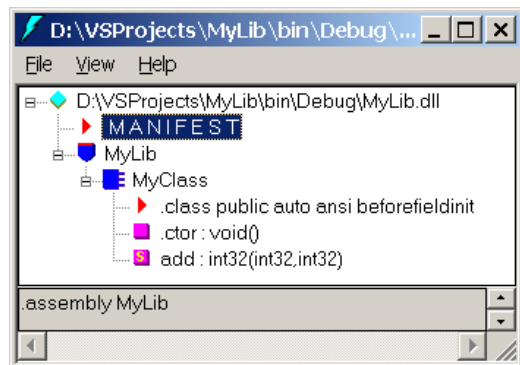 D:\VSProjects\MyLib\bin\Debug\...
File View Help
D:\VSProjects\MyLib\bin\Debug\MyLib.dll
MANIFEST
MyLib
MyClass
.class public auto ansi beforefieldinit
.ctor : void()
S add : int32(int32,int32)
.assembly MyLib